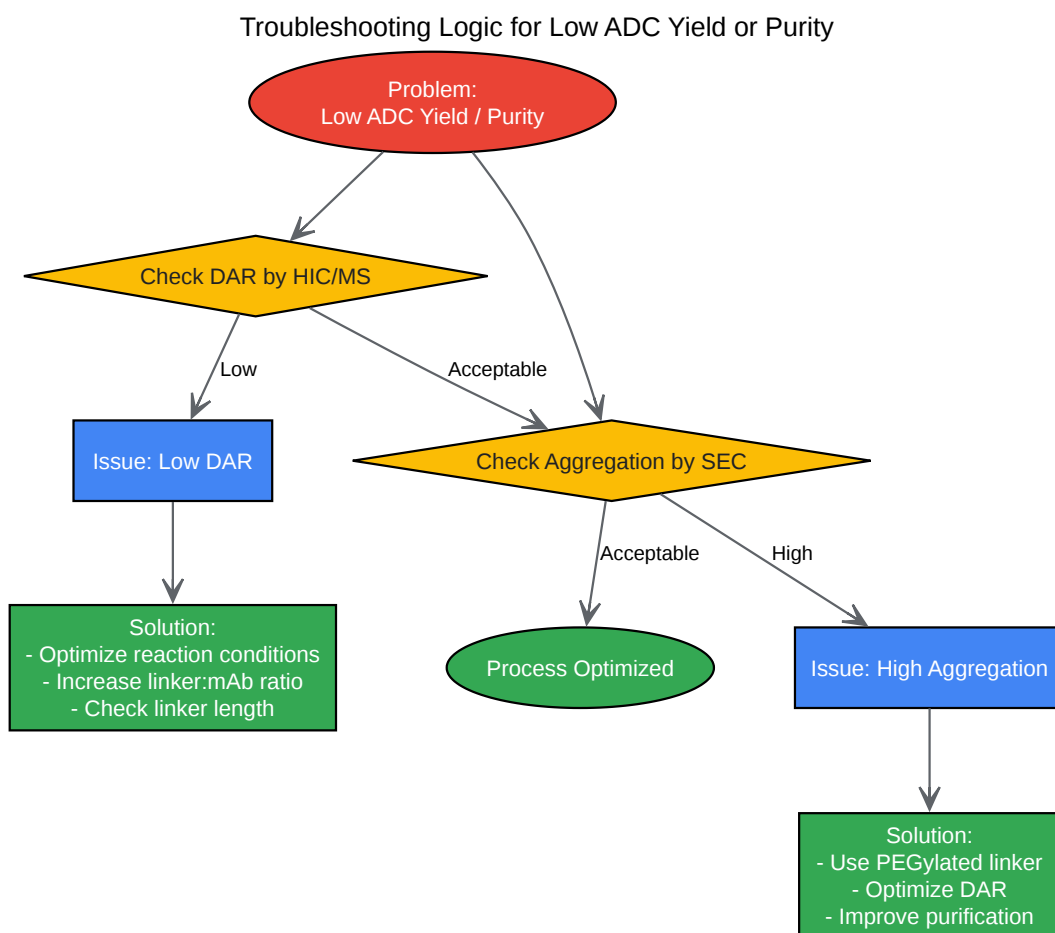 Troubleshooting Logic for Low ADC Yield or Purity
Problem:
Low ADC Yield / Purity
Check DAR by HIC/MS
Low
Acceptable
Issue: Low DAR
Check Aggregation by SEC
Acceptable
High
Solution:
- Optimize reaction conditions
- Increase linker:mAb ratio
- Check linker length
Process Optimized
Issue: High Aggregation
Solution:
- Use PEGylated linker
- Optimize DAR
- Improve purification